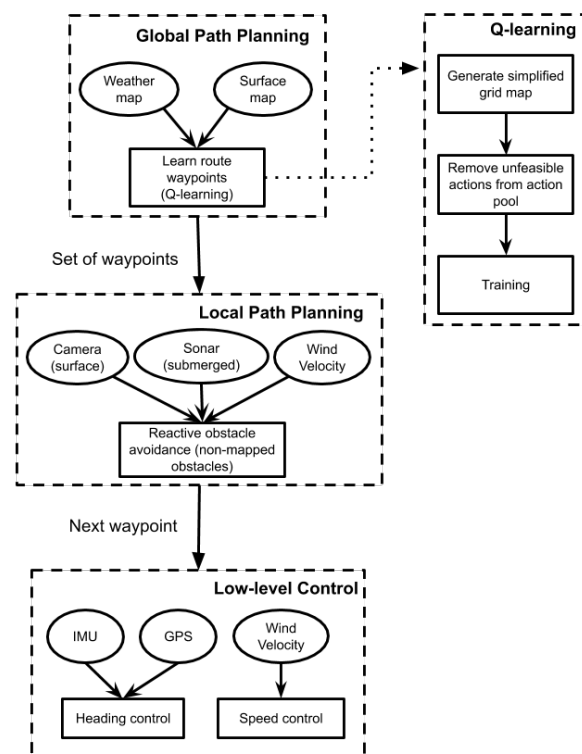 Global Path Planning
Weather
map
Surface
map
Learn route
waypoints
(Q-learning)
Set of waypoints
Local Path Planning
Camera
(surface)
Sonar
(submerged)
Wind
Velocity
Reactive obstacle
avoidance (non-mapped
obstacles)
Next waypoint
Low-level Control
IMU
GPS
Wind
Velocity
Heading control
Speed control
Q-learning
Generate simplified
grid map
Remove unfeasible
actions from action
pool
Training